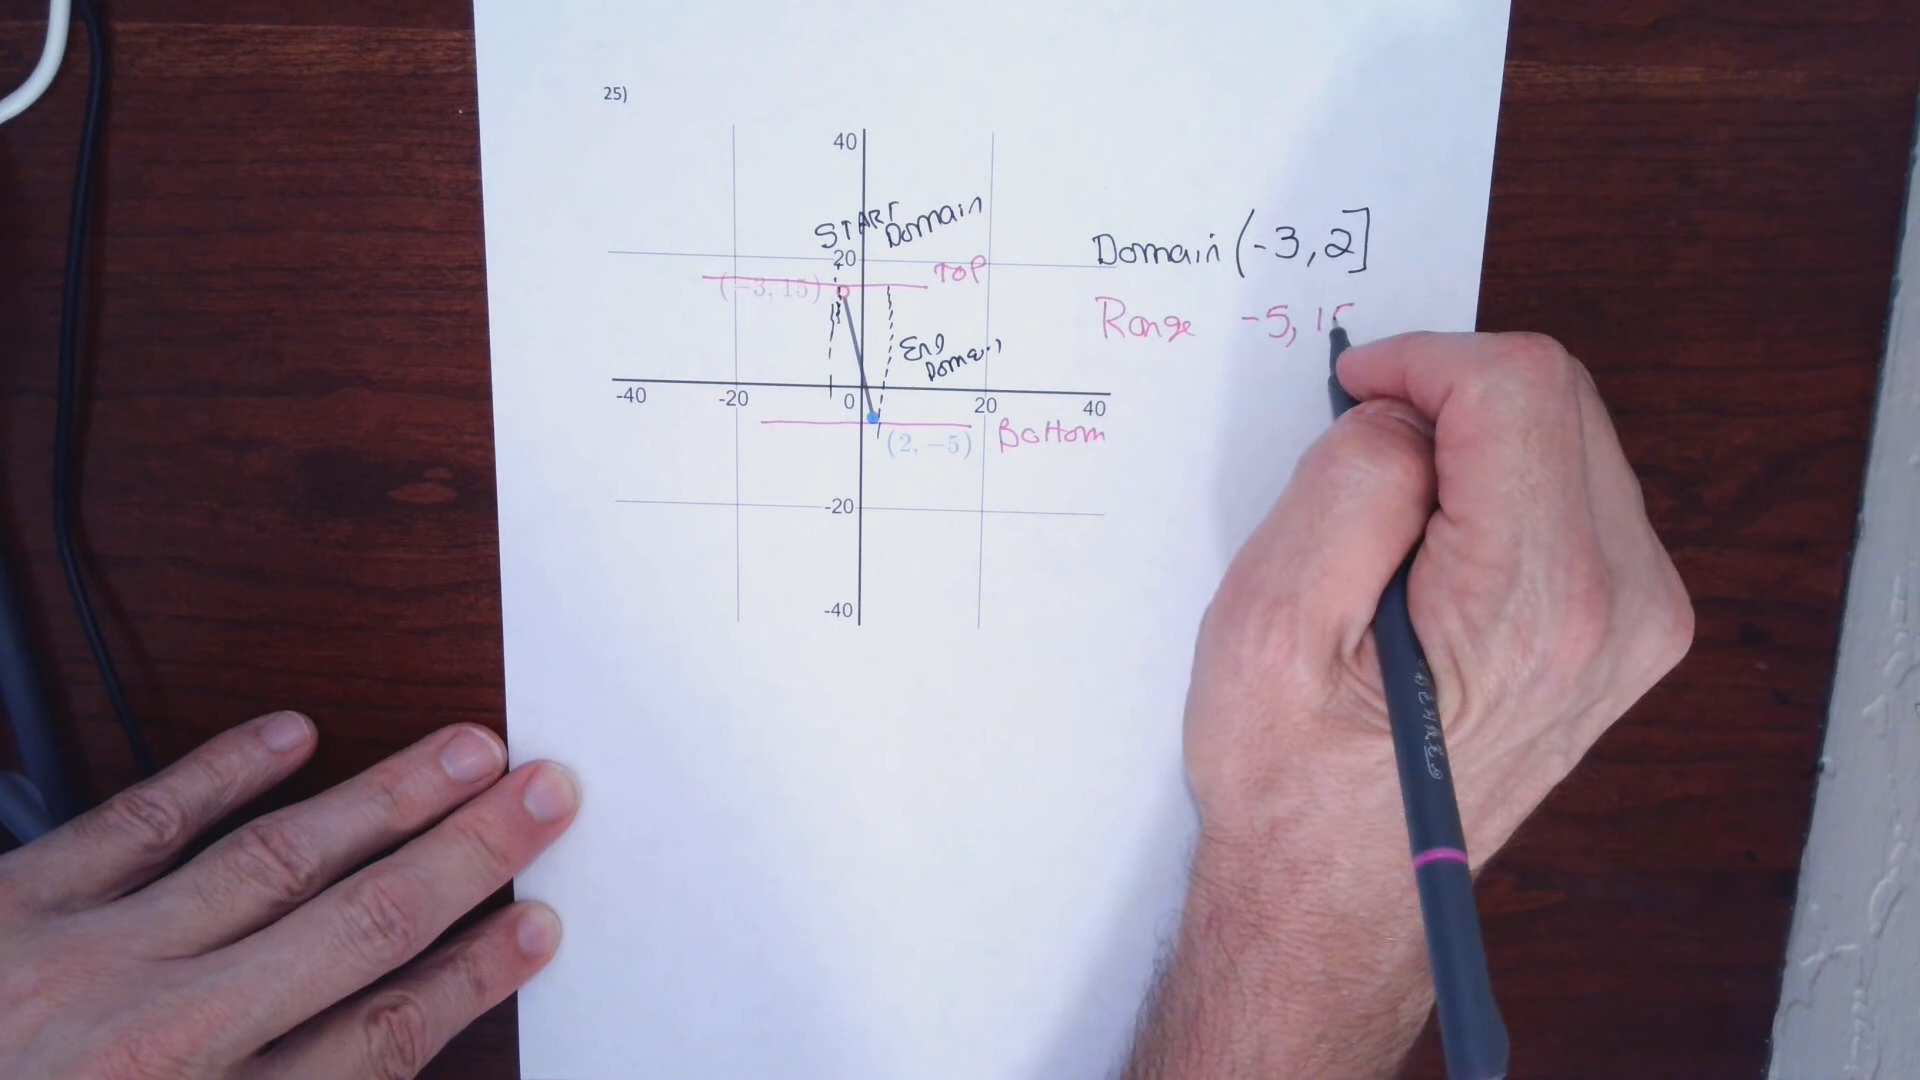 25)
40
START Domain
20
Top
(−3, 15)
End Domain
-40 -20 0 20 40
(2, −5)
Bottom
-20
-40
Domain (-3, 2]
Range -5, 15